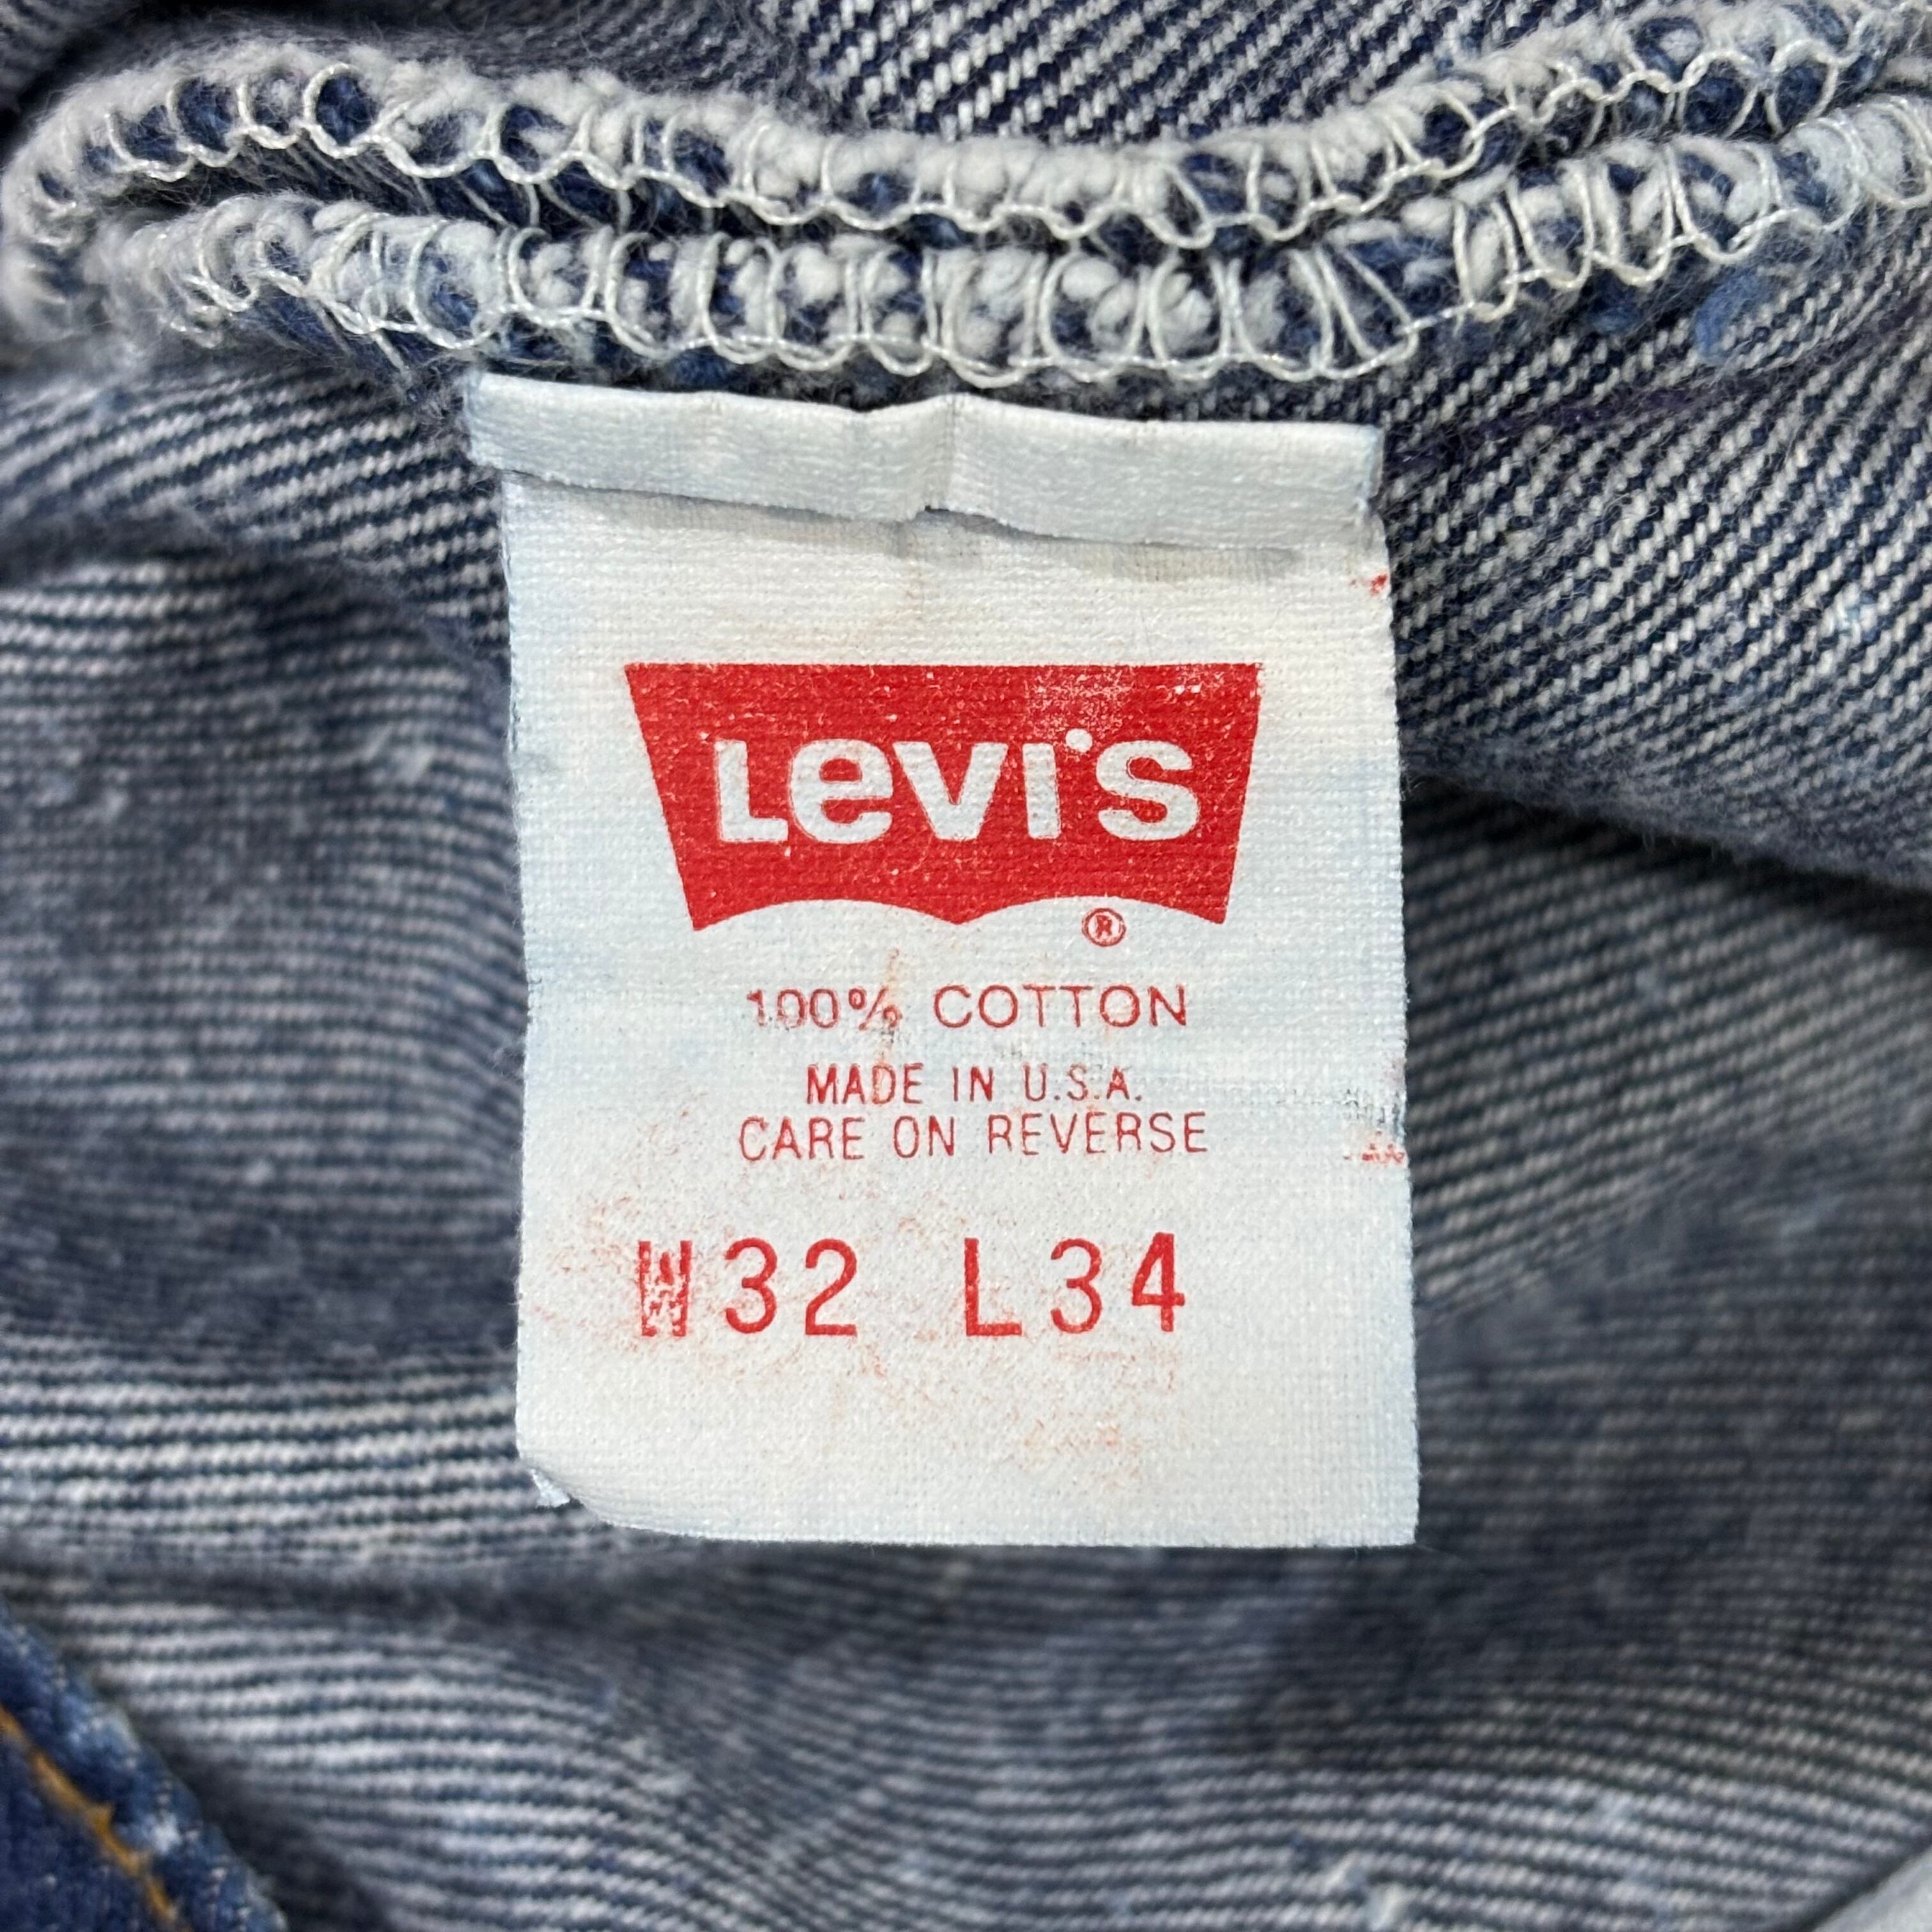 Levi's
®
100% COTTON
MADE IN U.S.A.
CARE ON REVERSE
W32 L34